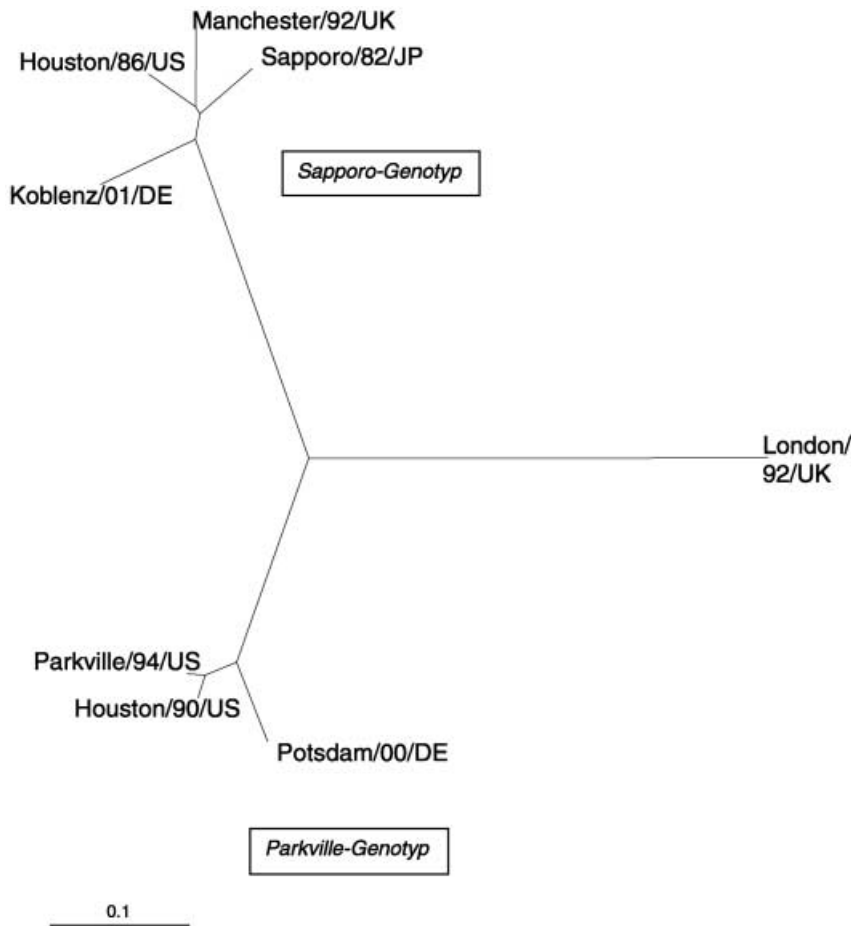 Manchester/92/UK
Houston/86/US
Sapporo/82/JP
Sapporo-Genotyp
Koblenz/01/DE
London/
92/UK
Parkville/94/US
Houston/90/US
Potsdam/00/DE
Parkville-Genotyp
0.1